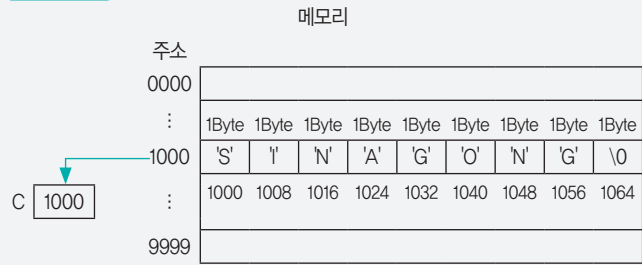 메모리
주소
0000
⋮ 1Byte 1Byte 1Byte 1Byte 1Byte 1Byte 1Byte 1Byte 1Byte
1000 'S' 'I' 'N' 'A' 'G' 'O' 'N' 'G' \0
C 1000 ⋮ 1000 1008 1016 1024 1032 1040 1048 1056 1064
9999